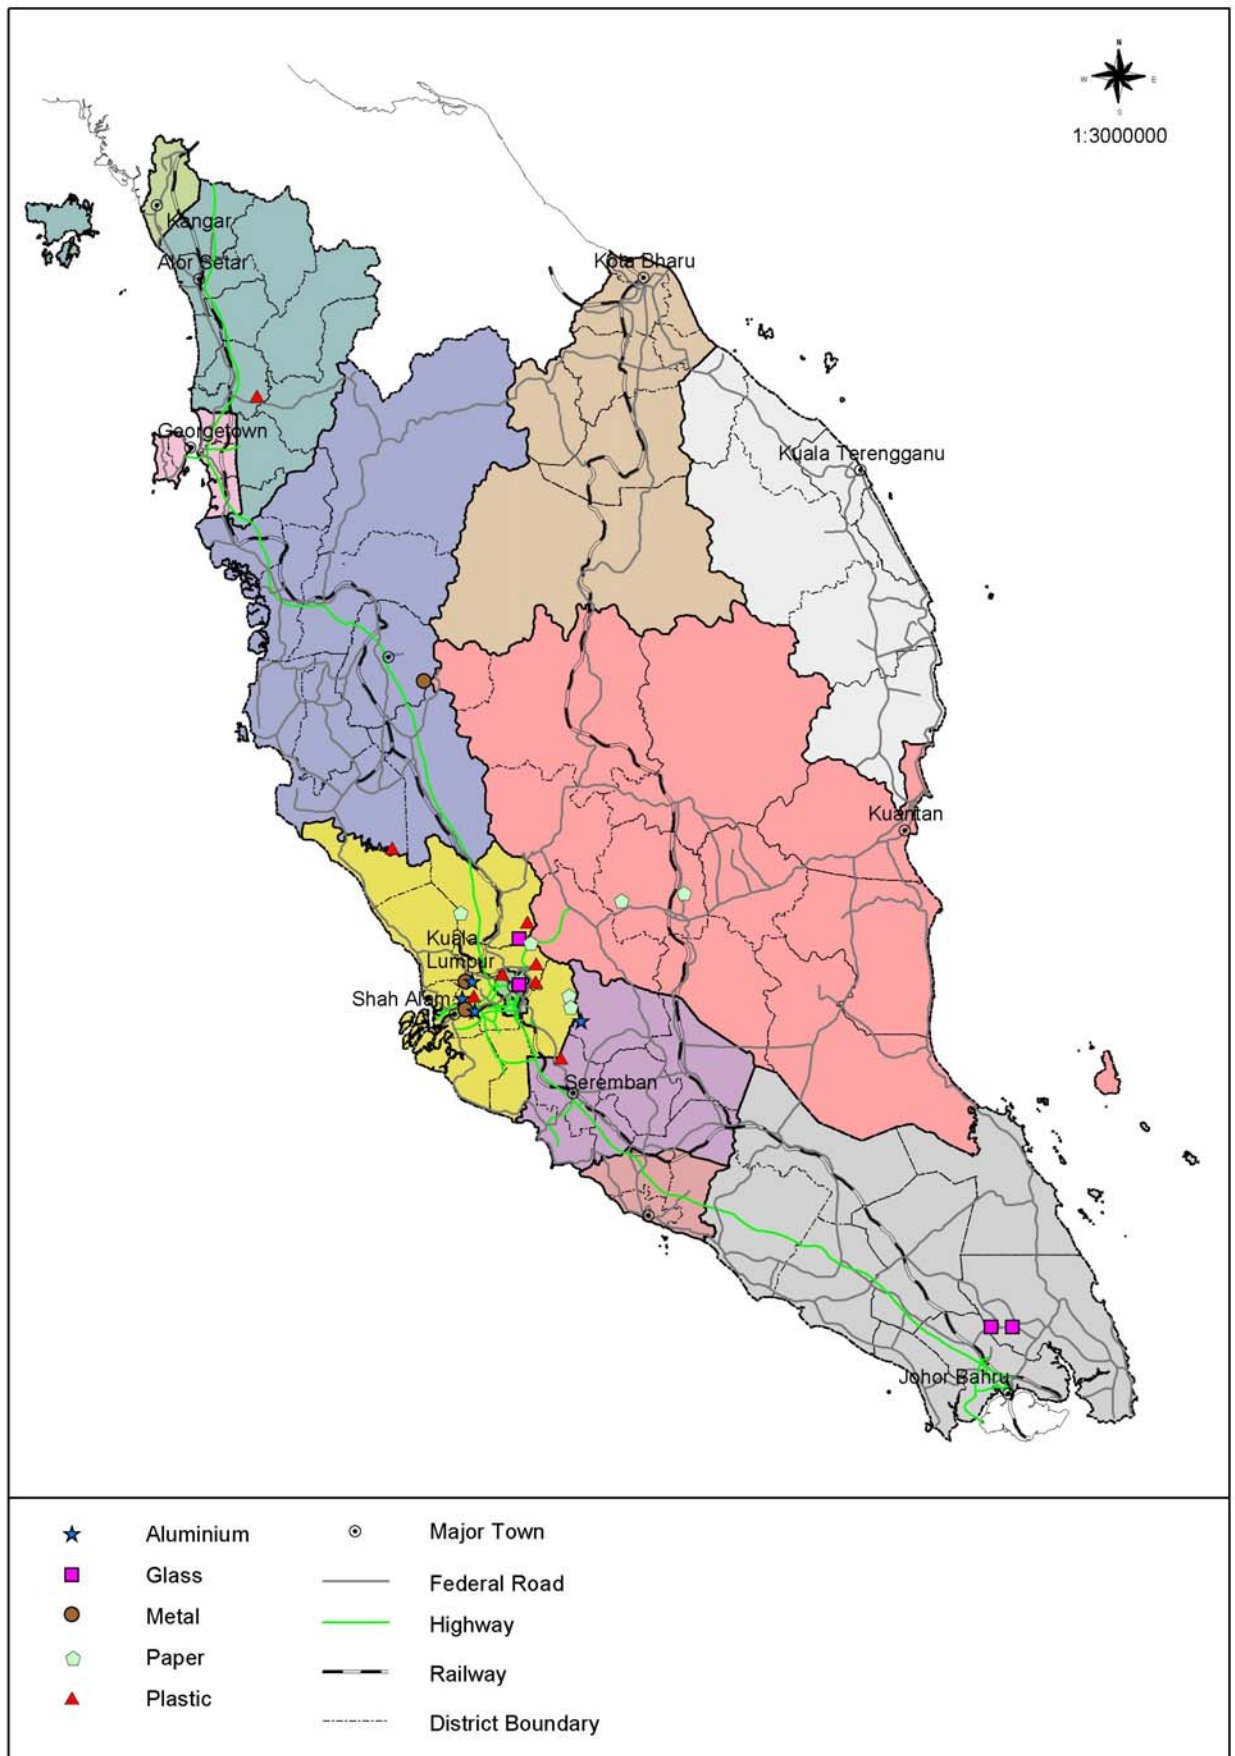 N
W E
S
1:3000000
Kangar
Alor Setar
Kota Bharu
Georgetown
Kuala Terengganu
Kuantan
Kuala
Lumpur
Shah Alam
Seremban
Johor Bahru
Aluminium
Glass
Metal
Paper
Plastic
Major Town
Federal Road
Highway
Railway
District Boundary